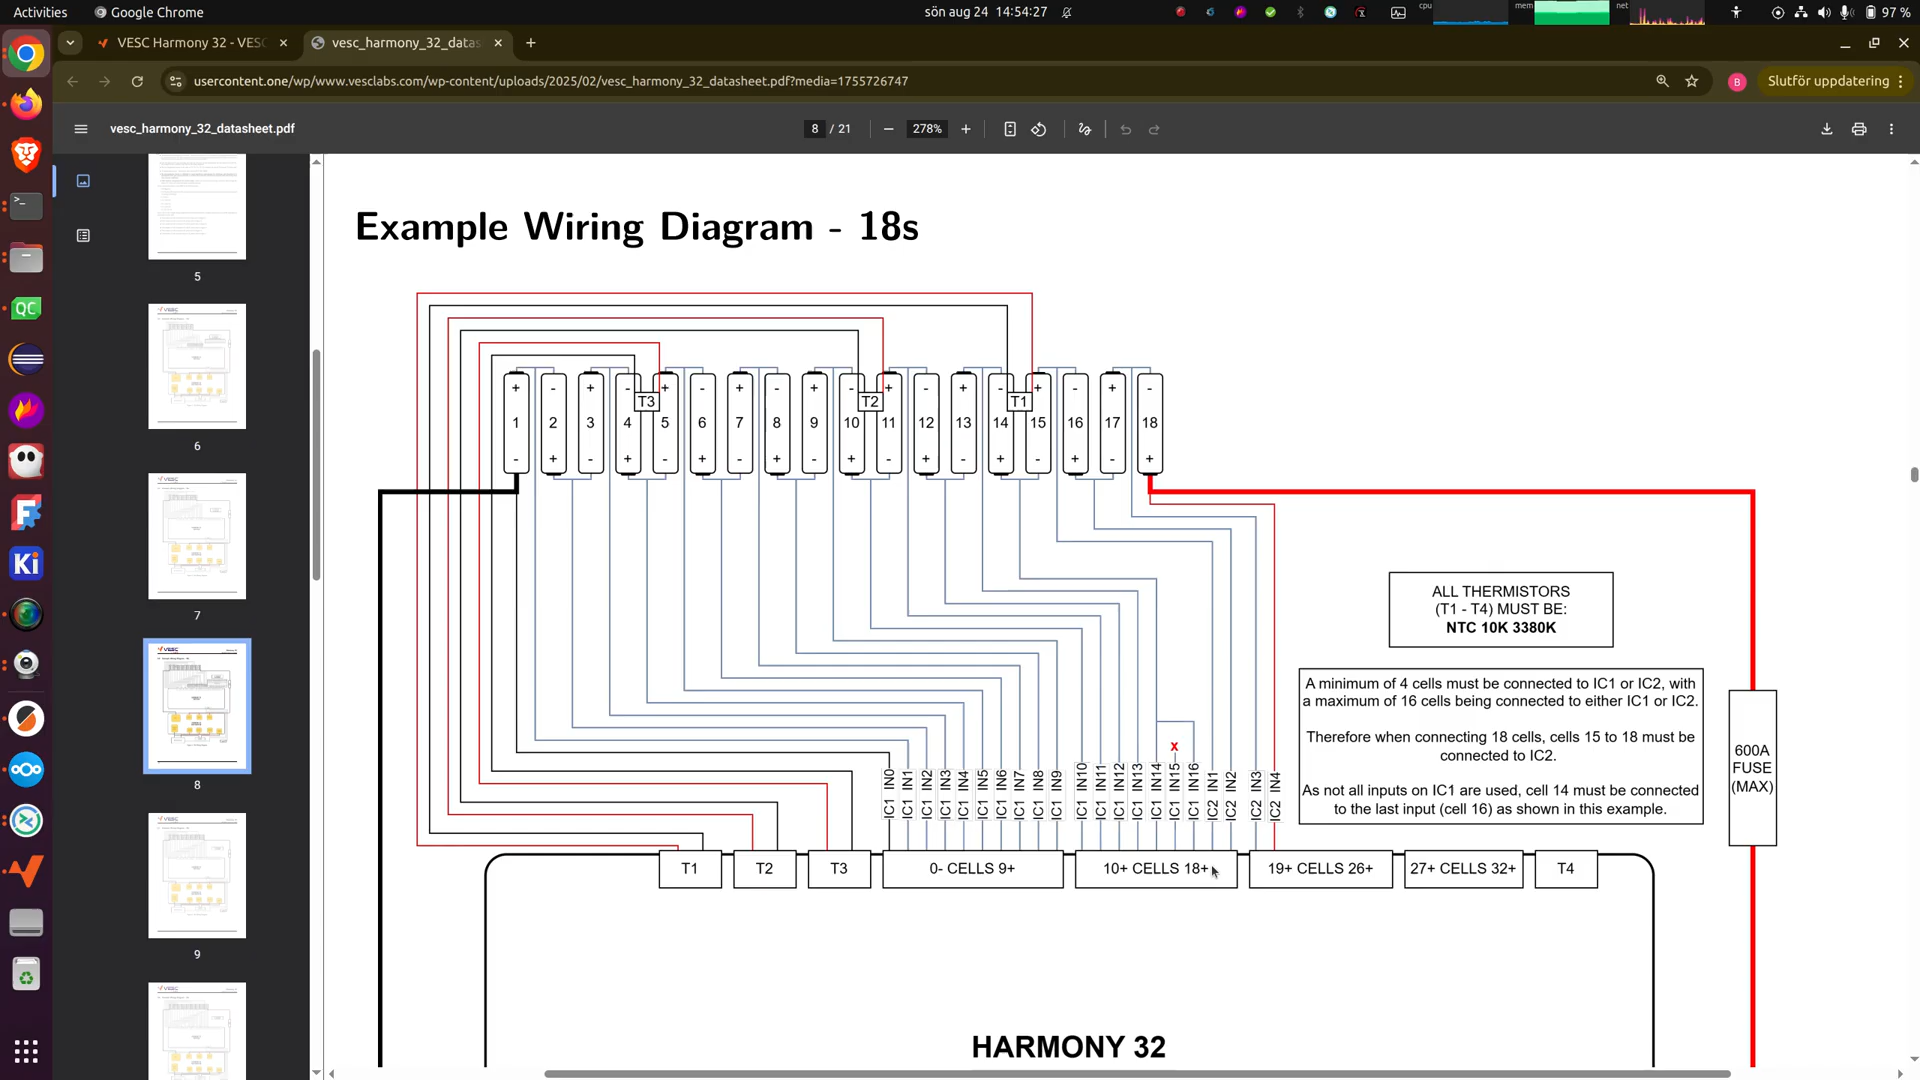 Activities
Google Chrome
sön aug 24 14:54:27
cpu
mem
net
97 %
VESC Harmony 32 - VESC
vesc_harmony_32_datas
usercontent.one/wp/www.vesclabs.com/wp-content/uploads/2025/02/vesc_harmony_32_datasheet.pdf?media=1755726747
B
Slutför uppdatering
vesc_harmony_32_datasheet.pdf
8 / 21
278%
5
6
7
8
9
QC
Ki
Example Wiring Diagram - 18s
+ - + - + - + - + - + - + - + - + -
T3 T2 T1
1 2 3 4 5 6 7 8 9 10 11 12 13 14 15 16 17 18
- + - + - + - + - + - + - + - + - +
ALL THERMISTORS
(T1 - T4) MUST BE:
NTC 10K 3380K
A minimum of 4 cells must be connected to IC1 or IC2, with
a maximum of 16 cells being connected to either IC1 or IC2.
Therefore when connecting 18 cells, cells 15 to 18 must be
connected to IC2.
As not all inputs on IC1 are used, cell 14 must be connected
to the last input (cell 16) as shown in this example.
600A
FUSE
(MAX)
x
IC1 IN0
IC1 IN1
IC1 IN2
IC1 IN3
IC1 IN4
IC1 IN5
IC1 IN6
IC1 IN7
IC1 IN8
IC1 IN9
IC1 IN10
IC1 IN11
IC1 IN12
IC1 IN13
IC1 IN14
IC1 IN15
IC1 IN16
IC2 IN1
IC2 IN2
IC2 IN3
IC2 IN4
T1
T2
T3
0- CELLS 9+
10+ CELLS 18+
19+ CELLS 26+
27+ CELLS 32+
T4
HARMONY 32